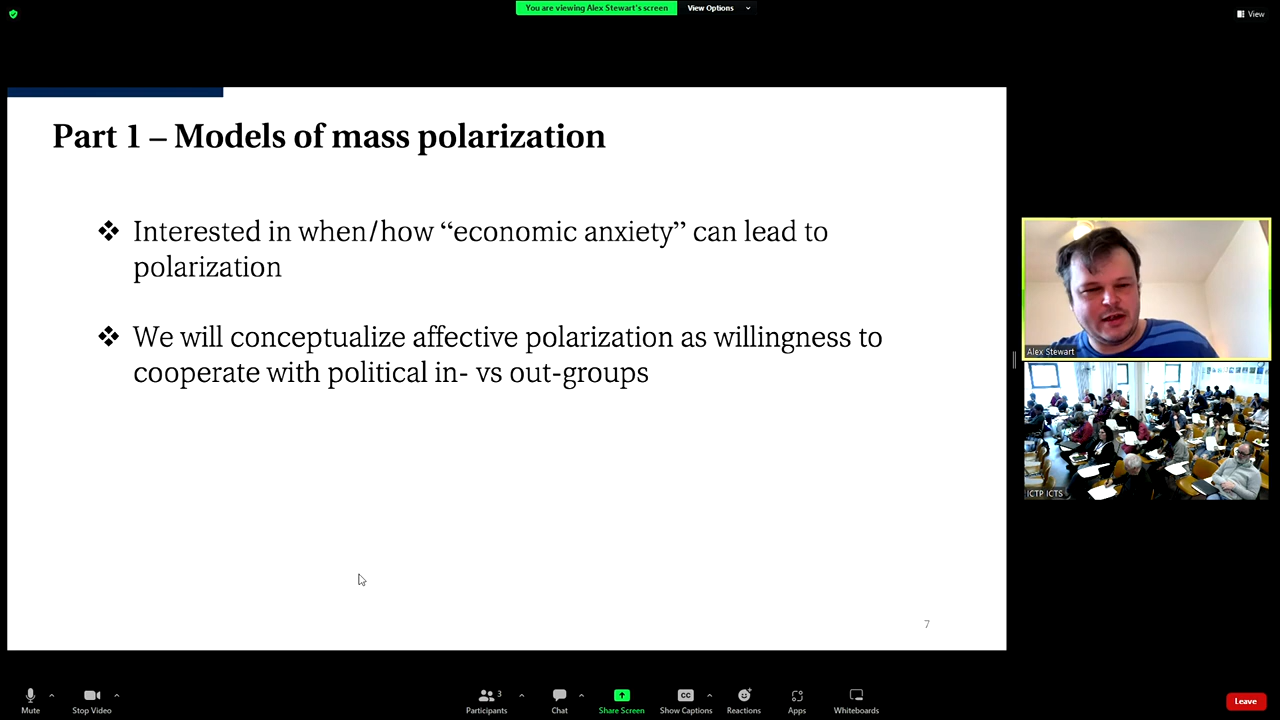 You are viewing Alex Stewart's screen
View Options
View
Part 1 – Models of mass polarization
❖ Interested in when/how “economic anxiety” can lead to
polarization
❖ We will conceptualize affective polarization as willingness to
cooperate with political in- vs out-groups
7
Alex Stewart
ICTP ICTS
Mute
Stop Video
Participants
3
Chat
Share Screen
CC
Show Captions
Reactions
Apps
Whiteboards
Leave